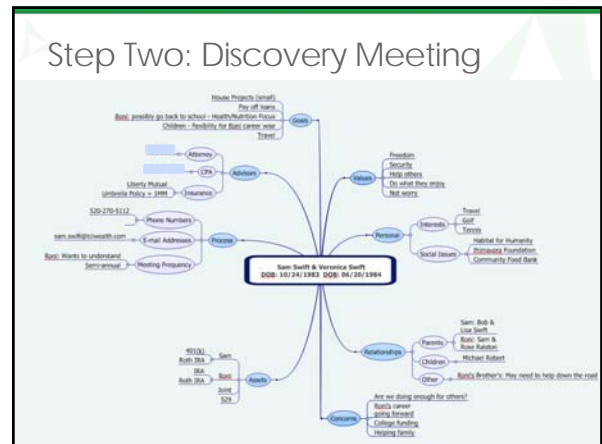 Step Two: Discovery Meeting
House Projects (small)
Pay off loans
Roni: possibly go back to school - Health/Nutrition Focus
Children - flexibility for Roni career wise
Travel
Goals
Attorney
CPA
Liberty Mutual
Umbrella Policy = 1MM
Insurance
Advisors
520-270-5112
Phone Numbers
sam.swift@tciwealth.com
E-mail Addresses
Roni: Wants to understand
Semi-annual
Meeting Frequency
Process
Sam Swift & Veronica Swift
DOB: 10/24/1983 DOB: 06/20/1984
Values
Freedom
Security
Help others
Do what they enjoy
Not worry
Personal
Interests
Travel
Golf
Tennis
Social Issues
Habitat for Humanity
Primavera Foundation
Community Food Bank
Relationships
Parents
Sam: Bob &
Lisa Swift
Roni: Sam &
Rose Ralston
Children
Michael Robert
Other
Roni's Brother's: May need to help down the road
401(k)
Roth IRA
Sam
IRA
Roth IRA
Roni
Joint
529
Assets
Concerns
Are we doing enough for others?
Roni's career
going forward
College funding
Helping family